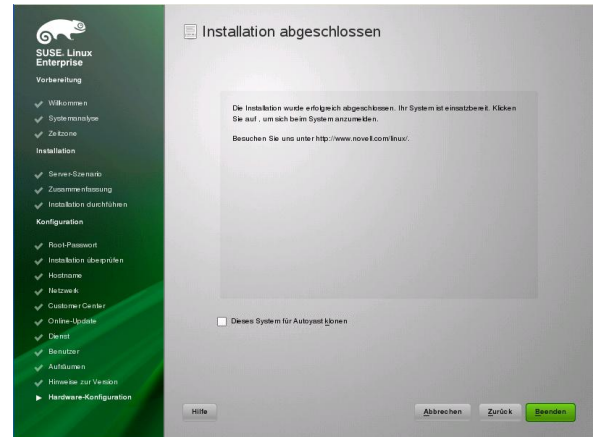 SUSE. Linux
Enterprise
Vorbereitung
Willkommen
Systemanalyse
Zeitzone
Installation
Server-Szenario
Zusammenfassung
Installation durchführen
Konfiguration
Root-Passwort
Installation überprüfen
Hostname
Netzwerk
Customer Center
Online-Update
Dienst
Benutzer
Aufräumen
Hinweise zur Version
Hardware-Konfiguration
Installation abgeschlossen
Die Installation wurde erfolgreich abgeschlossen. Ihr System ist einsatzbereit. Klicken
Sie auf , um sich beim System anzumelden.
Besuchen Sie uns unter http://www.novell.com/linux/.
Dieses System für Autoyast klonen
Hilfe
Abbrechen
Zurück
Beenden